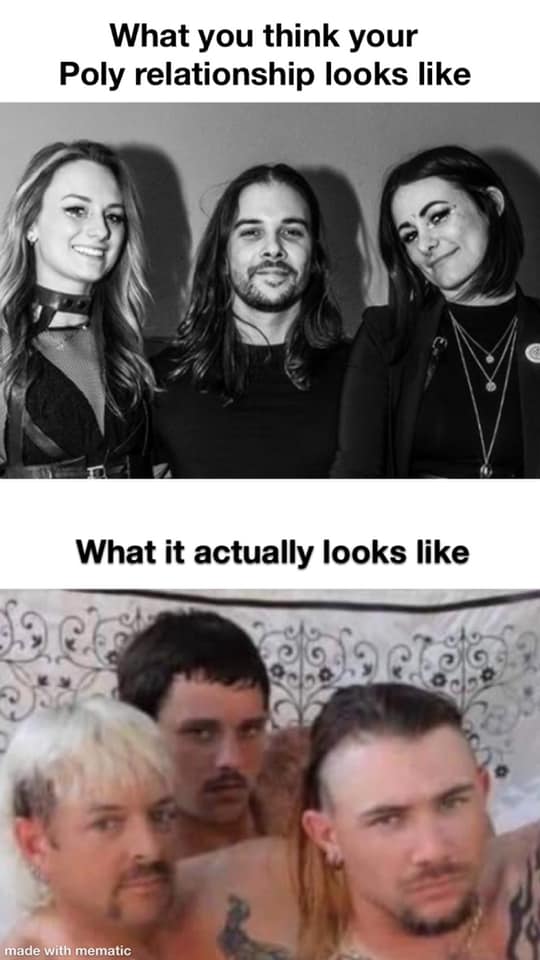 What you think your
Poly relationship looks like
What it actually looks like
made with mematic